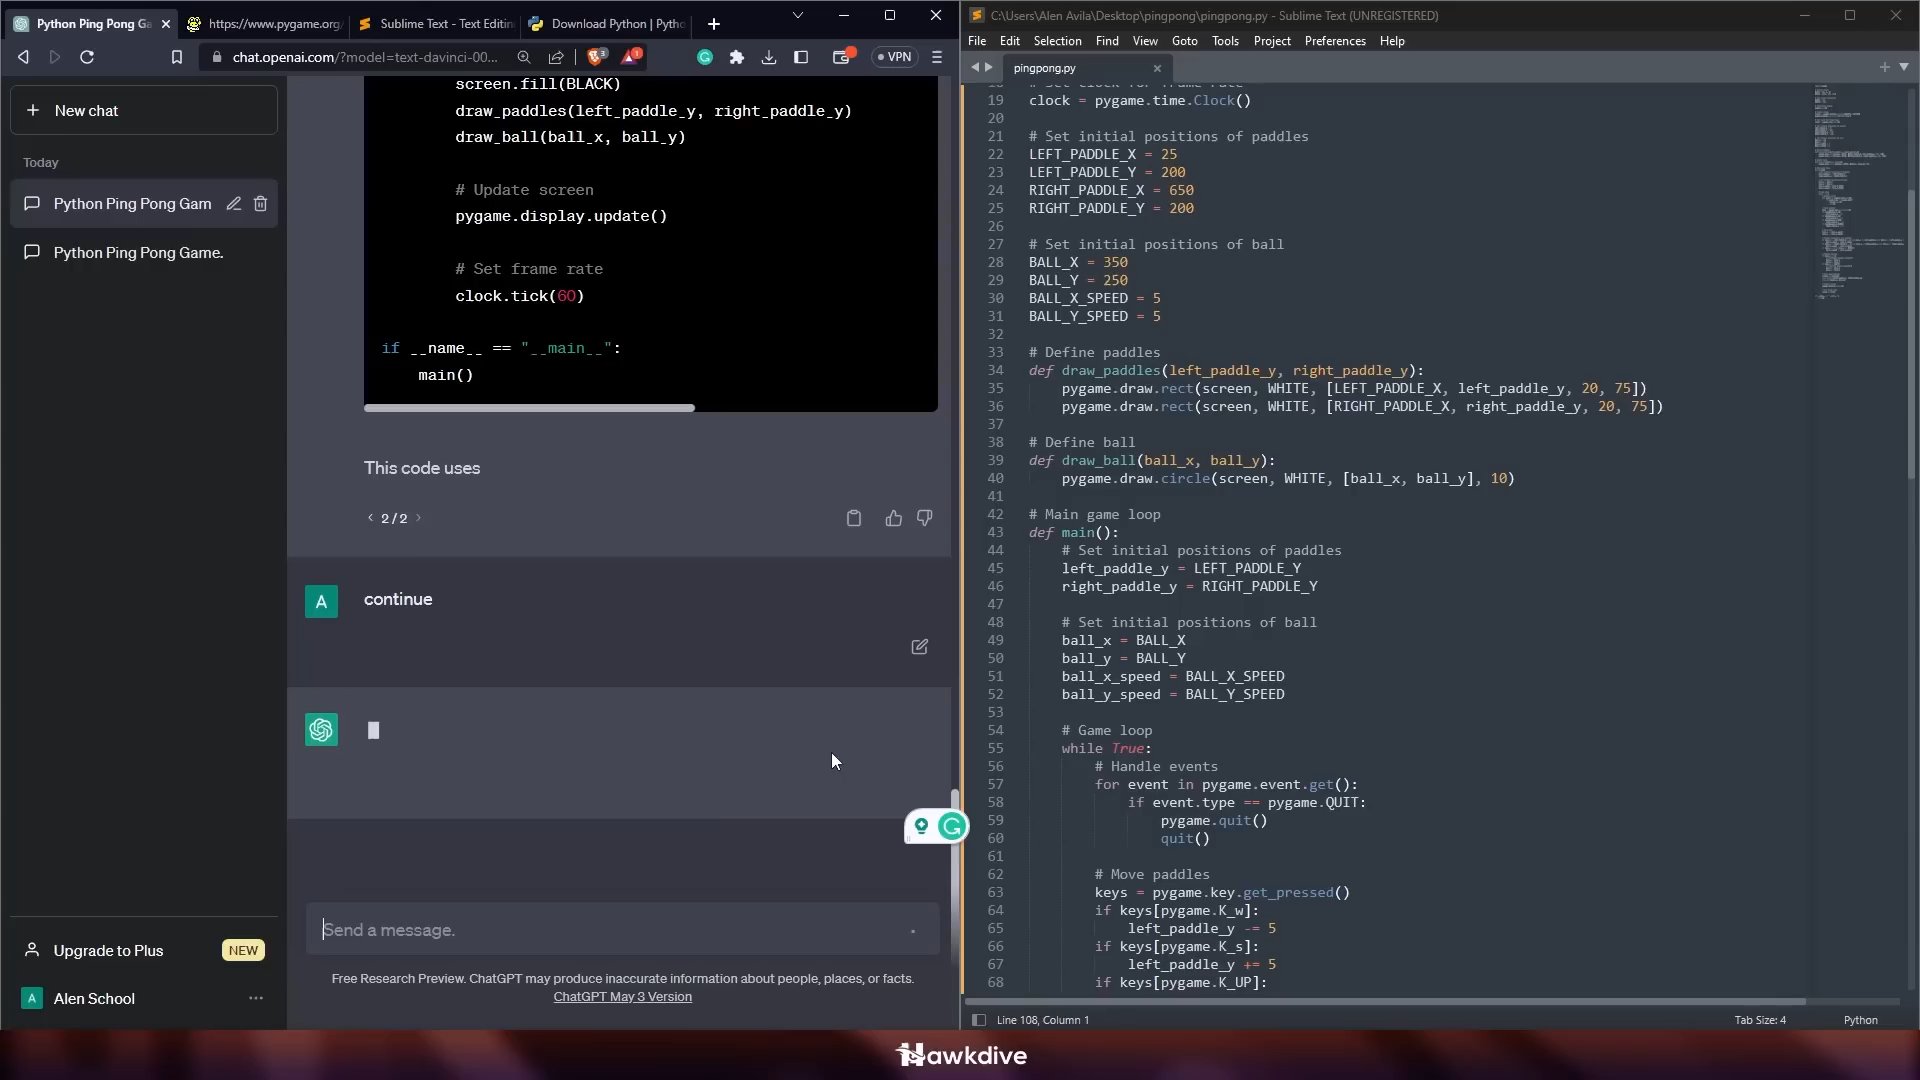 Python Ping Pong Ga
https://www.pygame.org/
Sublime Text - Text Editin
Download Python | Pytho
chat.openai.com/?model=text-davinci-00...
3
1
VPN
New chat
Today
Python Ping Pong Gam
Python Ping Pong Game.
Upgrade to Plus
NEW
A
Alen School
screen.fill(BLACK)
draw_paddles(left_paddle_y, right_paddle_y)
draw_ball(ball_x, ball_y)
# Update screen
pygame.display.update()
# Set frame rate
clock.tick(60)
if __name__ == "__main__":
main()
This code uses
< 2 / 2 >
A
continue
Send a message.
Free Research Preview. ChatGPT may produce inaccurate information about people, places, or facts.
ChatGPT May 3 Version
C:\Users\Alen Avila\Desktop\pingpong\pingpong.py - Sublime Text (UNREGISTERED)
File Edit Selection Find View Goto Tools Project Preferences Help
pingpong.py
18 # Set clock for frame rate
19 clock = pygame.time.Clock()
20
21 # Set initial positions of paddles
22 LEFT_PADDLE_X = 25
23 LEFT_PADDLE_Y = 200
24 RIGHT_PADDLE_X = 650
25 RIGHT_PADDLE_Y = 200
26
27 # Set initial positions of ball
28 BALL_X = 350
29 BALL_Y = 250
30 BALL_X_SPEED = 5
31 BALL_Y_SPEED = 5
32
33 # Define paddles
34 def draw_paddles(left_paddle_y, right_paddle_y):
35 pygame.draw.rect(screen, WHITE, [LEFT_PADDLE_X, left_paddle_y, 20, 75])
36 pygame.draw.rect(screen, WHITE, [RIGHT_PADDLE_X, right_paddle_y, 20, 75])
37
38 # Define ball
39 def draw_ball(ball_x, ball_y):
40 pygame.draw.circle(screen, WHITE, [ball_x, ball_y], 10)
41
42 # Main game loop
43 def main():
44 # Set initial positions of paddles
45 left_paddle_y = LEFT_PADDLE_Y
46 right_paddle_y = RIGHT_PADDLE_Y
47
48 # Set initial positions of ball
49 ball_x = BALL_X
50 ball_y = BALL_Y
51 ball_x_speed = BALL_X_SPEED
52 ball_y_speed = BALL_Y_SPEED
53
54 # Game loop
55 while True:
56 # Handle events
57 for event in pygame.event.get():
58 if event.type == pygame.QUIT:
59 pygame.quit()
60 quit()
61
62 # Move paddles
63 keys = pygame.key.get_pressed()
64 if keys[pygame.K_w]:
65 left_paddle_y -= 5
66 if keys[pygame.K_s]:
67 left_paddle_y += 5
68 if keys[pygame.K_UP]:
Line 108, Column 1
Tab Size: 4
Python
Hawkdive